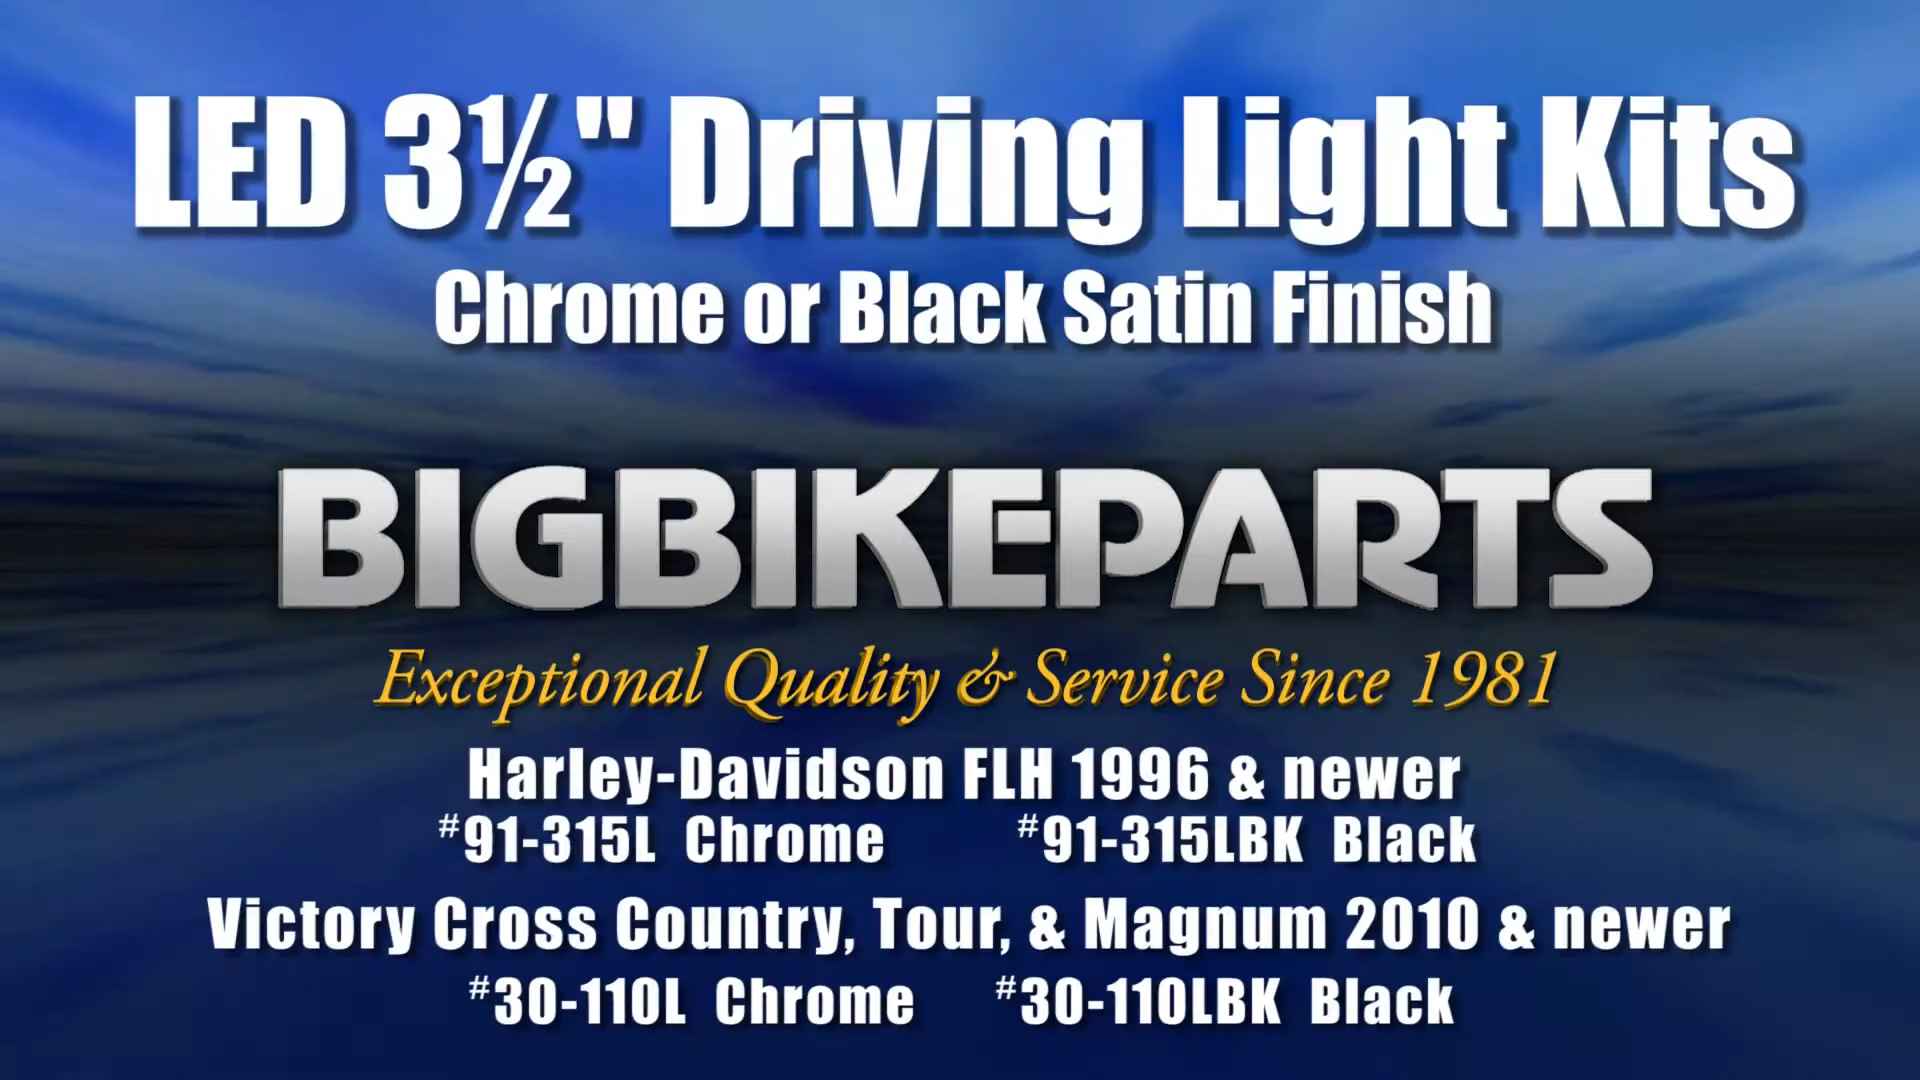 LED 3½" Driving Light Kits
Chrome or Black Satin Finish
BIGBIKEPARTS
Exceptional Quality & Service Since 1981
Harley-Davidson FLH 1996 & newer
#91-315L Chrome #91-315LBK Black
Victory Cross Country, Tour, & Magnum 2010 & newer
#30-110L Chrome #30-110LBK Black